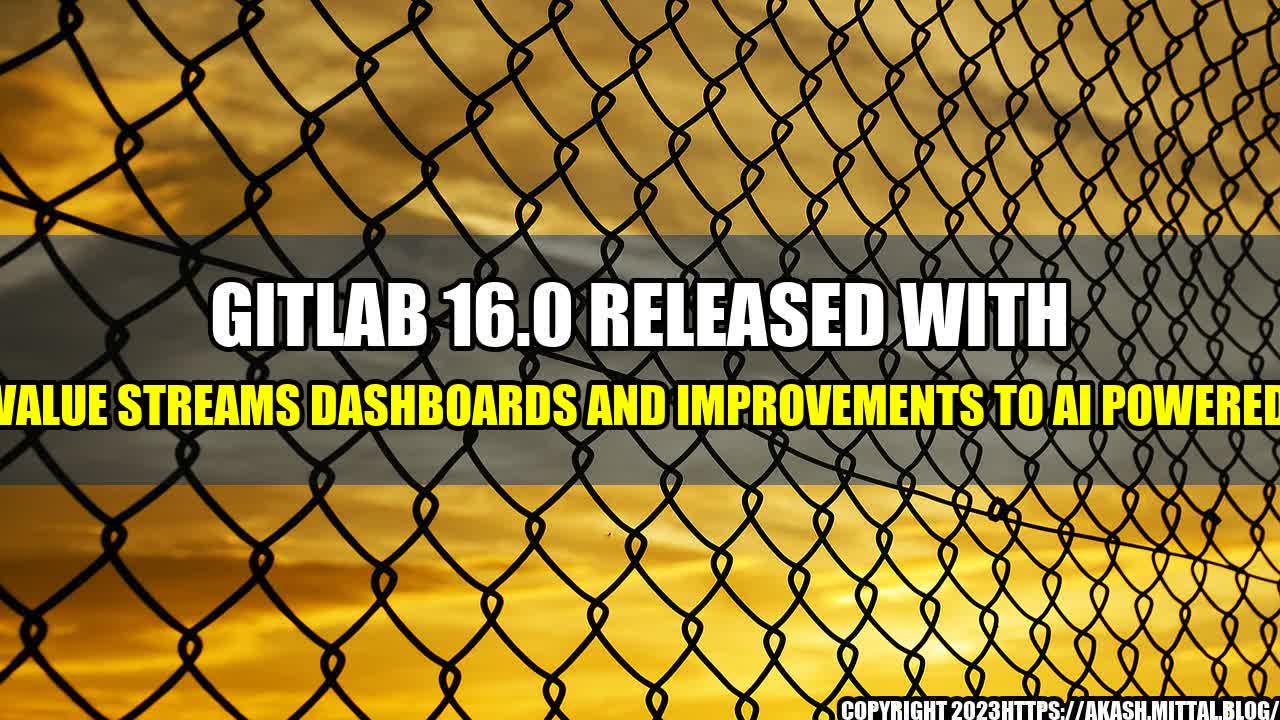 GITLAB 16.0 RELEASED WITH
VALUE STREAMS DASHBOARDS AND IMPROVEMENTS TO AI POWERED
COPYRIGHT 2023HTTPS://AKASH.MITTAL.BLOG/